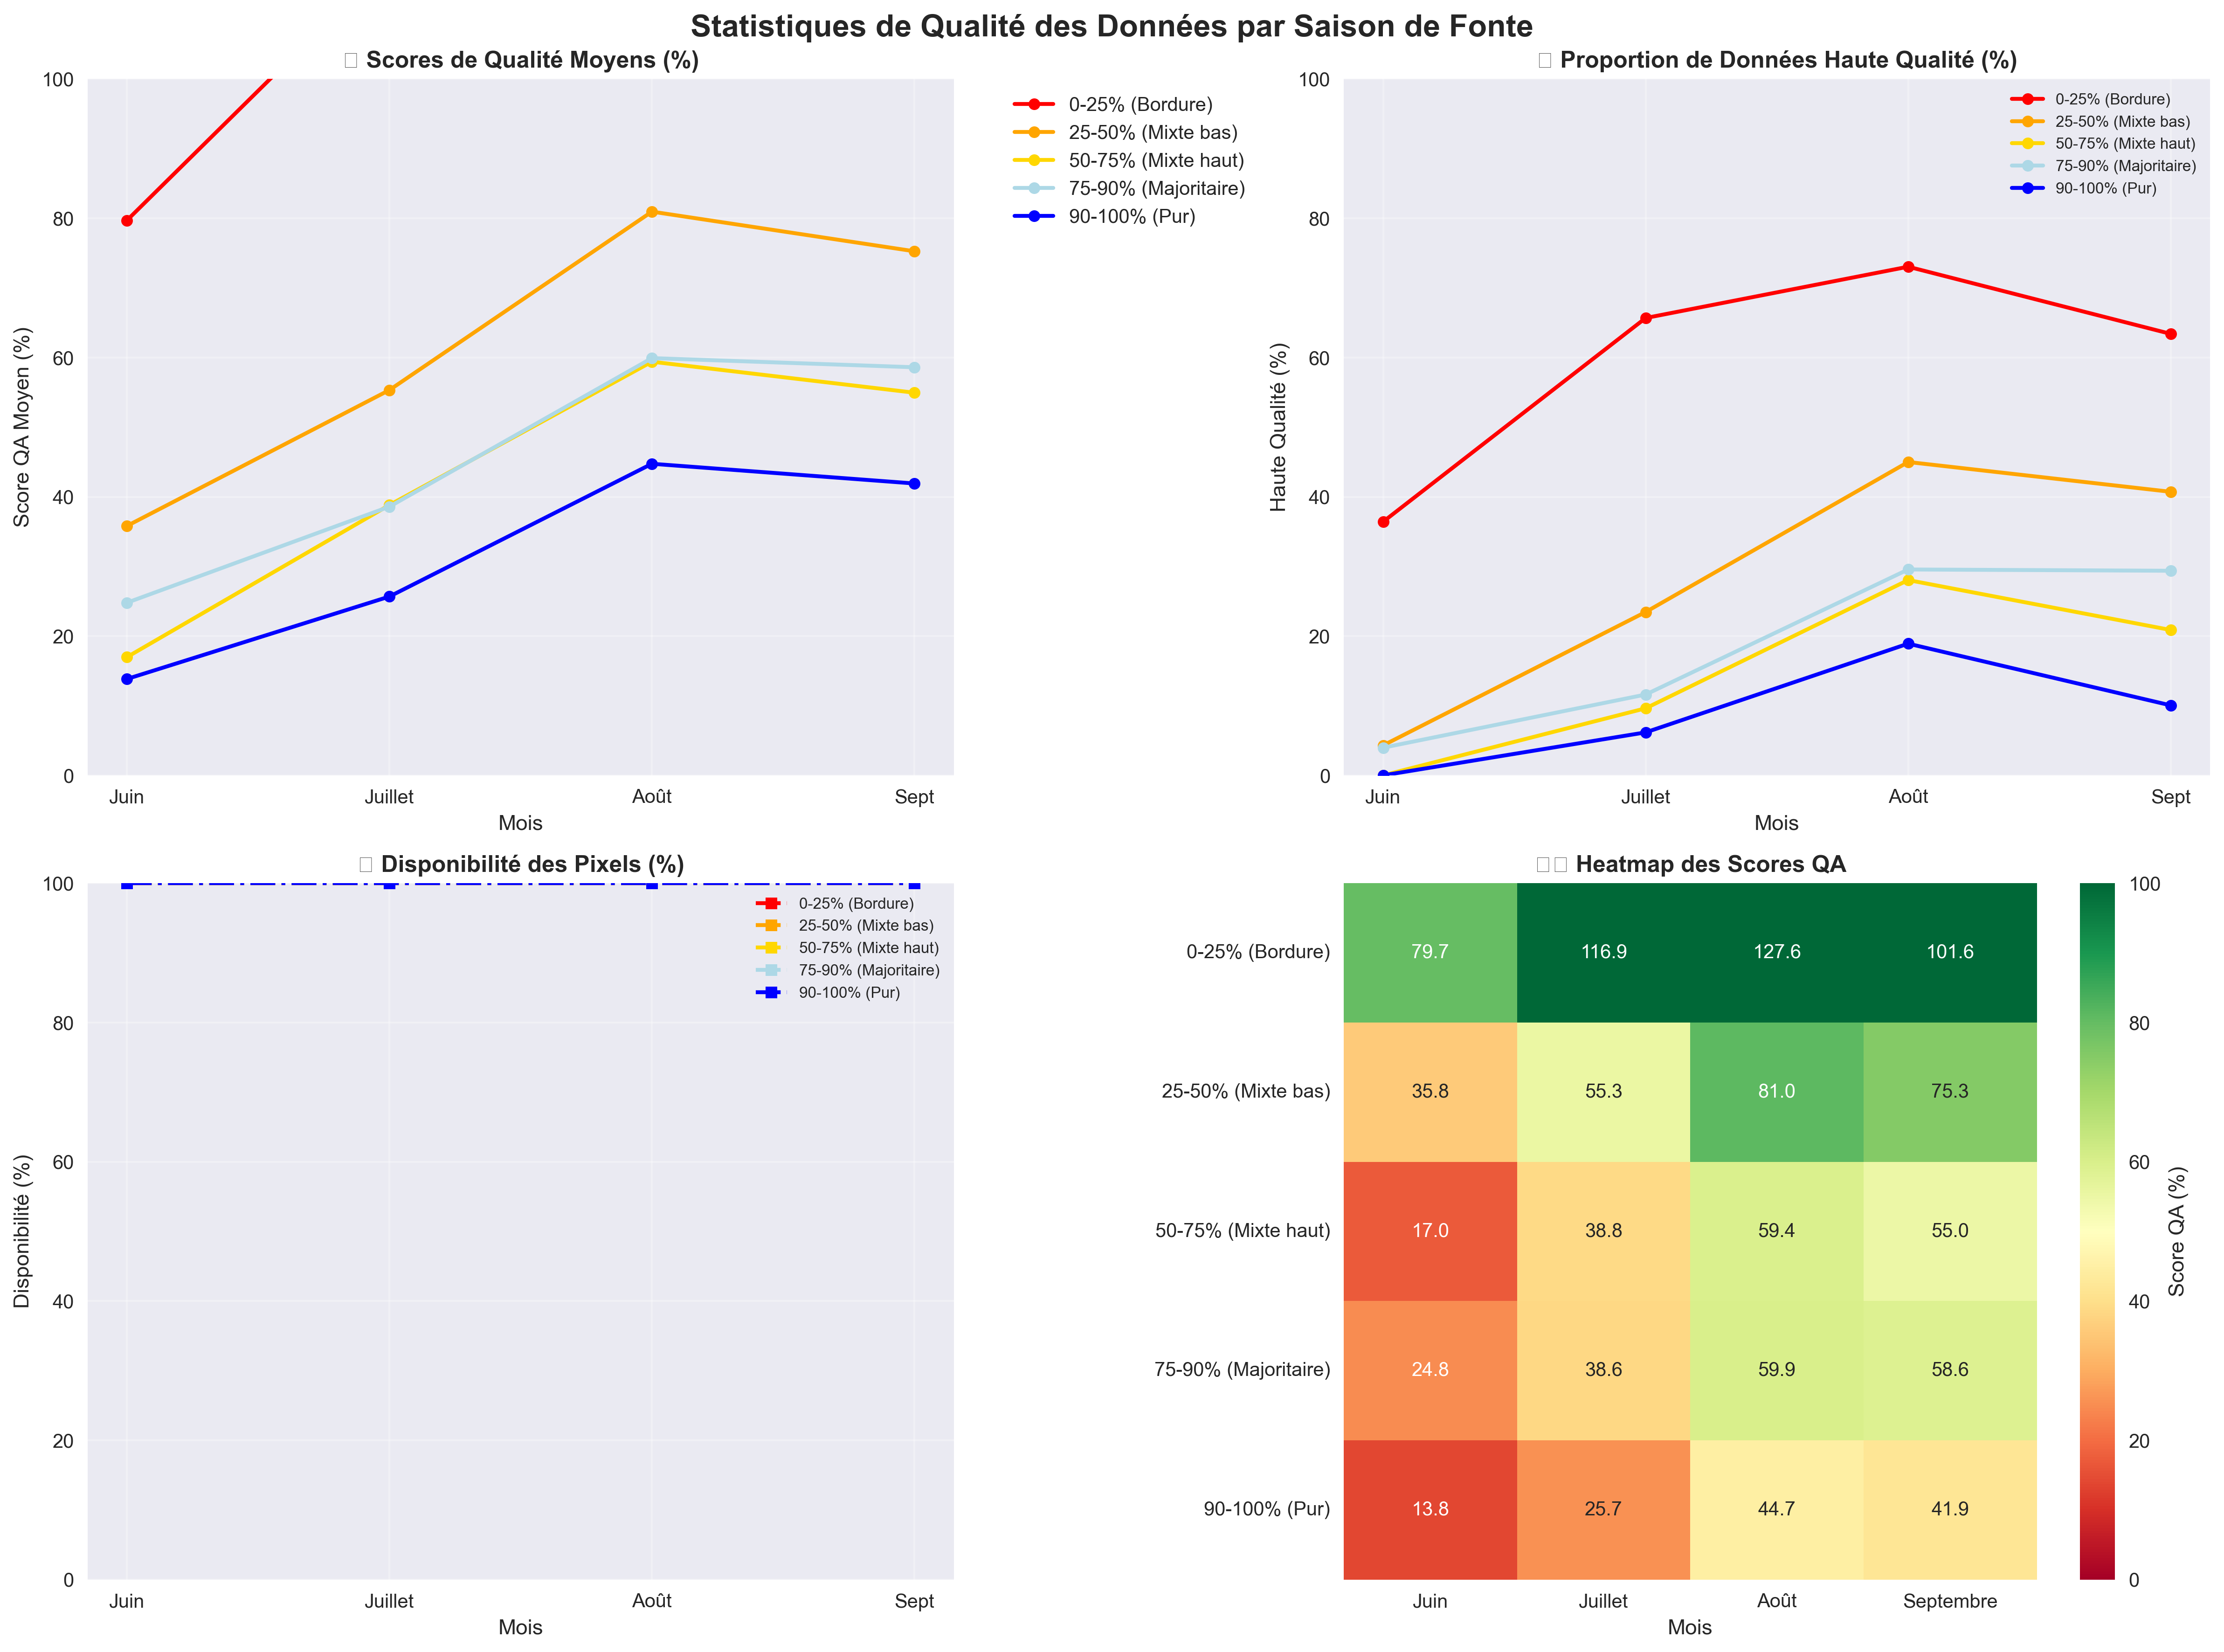 Statistiques de Qualité des Données par Saison de Fonte
Scores de Qualité Moyens (%)
100
80
60
40
20
0
Score QA Moyen (%)
Juin
Juillet
Août
Sept
Mois
0-25% (Bordure)
25-50% (Mixte bas)
50-75% (Mixte haut)
75-90% (Majoritaire)
90-100% (Pur)
Proportion de Données Haute Qualité (%)
100
80
60
40
20
0
Haute Qualité (%)
Juin
Juillet
Août
Sept
Mois
0-25% (Bordure)
25-50% (Mixte bas)
50-75% (Mixte haut)
75-90% (Majoritaire)
90-100% (Pur)
Disponibilité des Pixels (%)
100
80
60
40
20
0
Disponibilité (%)
Juin
Juillet
Août
Sept
Mois
0-25% (Bordure)
25-50% (Mixte bas)
50-75% (Mixte haut)
75-90% (Majoritaire)
90-100% (Pur)
Heatmap des Scores QA
0-25% (Bordure) 79.7 116.9 127.6 101.6
25-50% (Mixte bas) 35.8 55.3 81.0 75.3
50-75% (Mixte haut) 17.0 38.8 59.4 55.0
75-90% (Majoritaire) 24.8 38.6 59.9 58.6
90-100% (Pur) 13.8 25.7 44.7 41.9
Juin Juillet Août Septembre
Mois
100
80
60
40
20
0
Score QA (%)